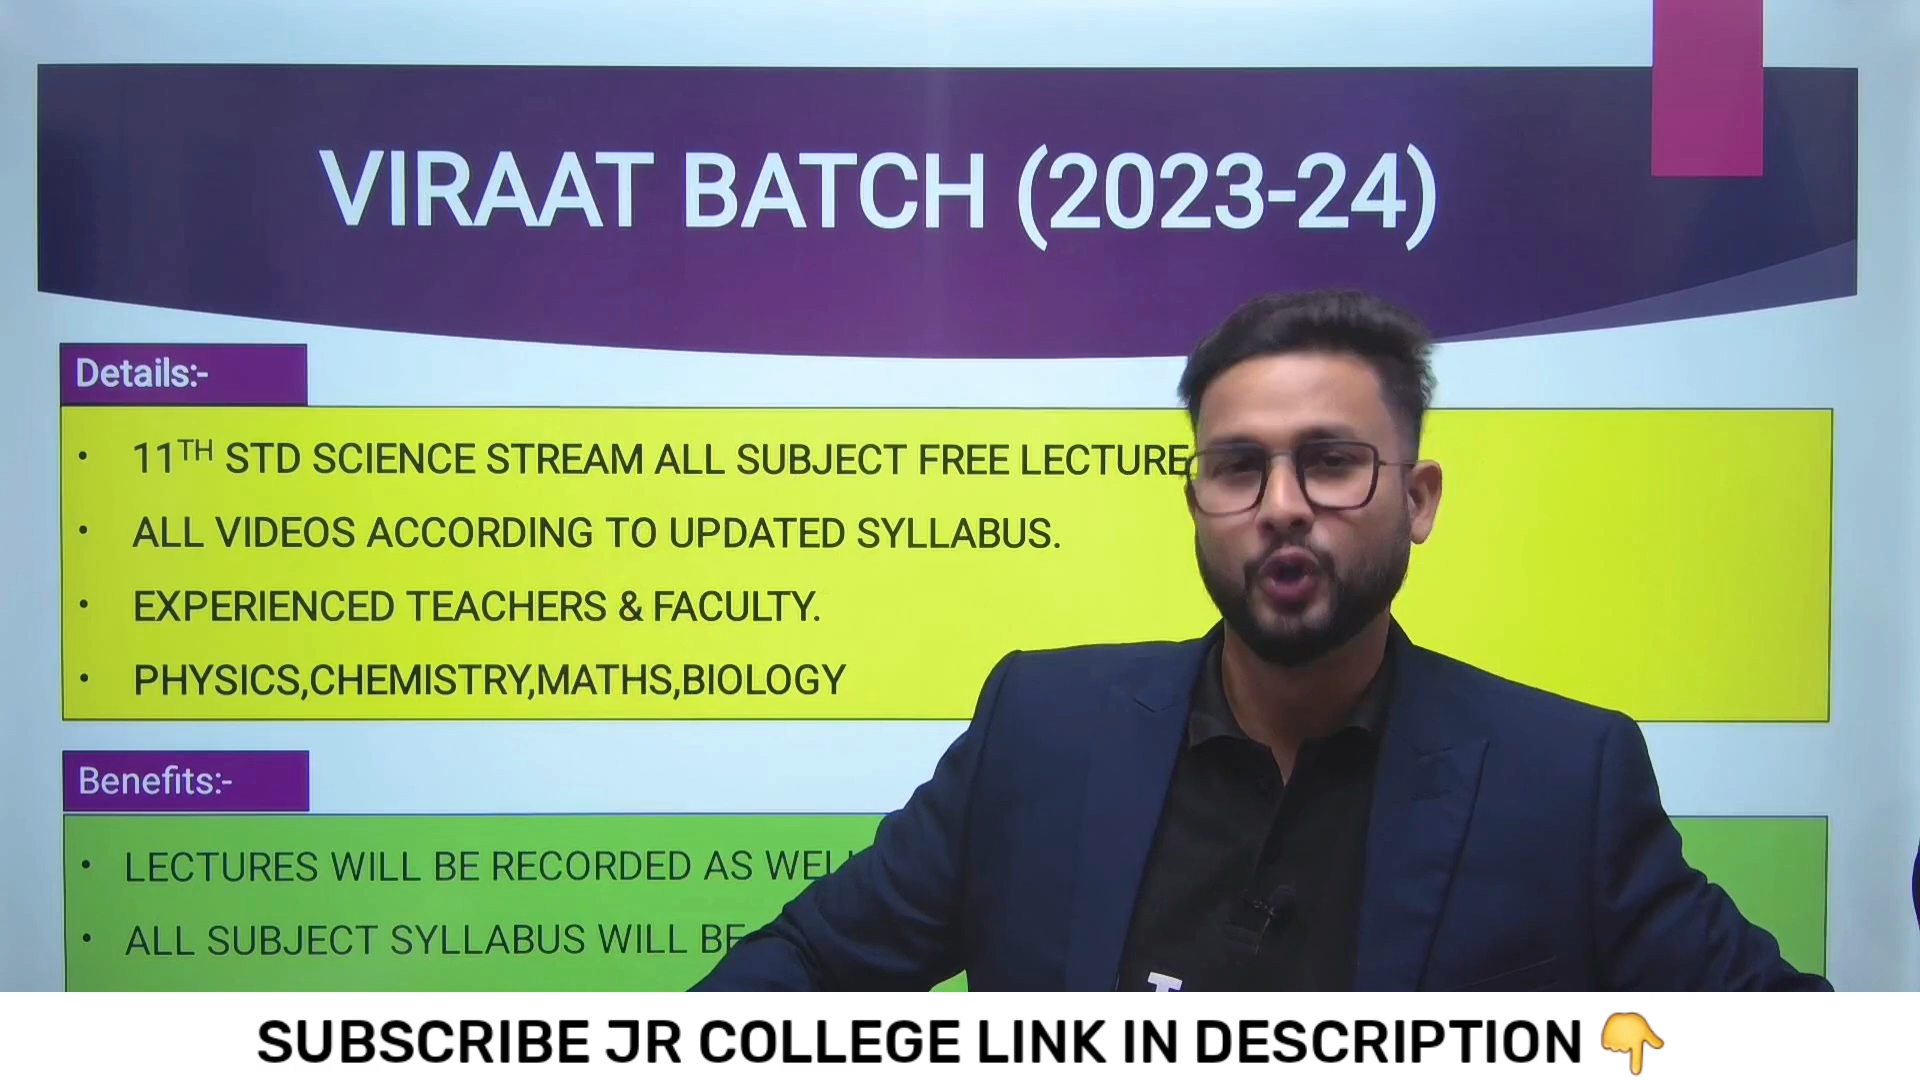 VIRAAT BATCH (2023-24)
Details:-
• 11TH STD SCIENCE STREAM ALL SUBJECT FREE LECTURE
• ALL VIDEOS ACCORDING TO UPDATED SYLLABUS.
• EXPERIENCED TEACHERS & FACULTY.
• PHYSICS,CHEMISTRY,MATHS,BIOLOGY
Benefits:-
• LECTURES WILL BE RECORDED AS
• ALL SUBJECT SYLLABUS WILL BE
SUBSCRIBE JR COLLEGE LINK IN DESCRIPTION 👇